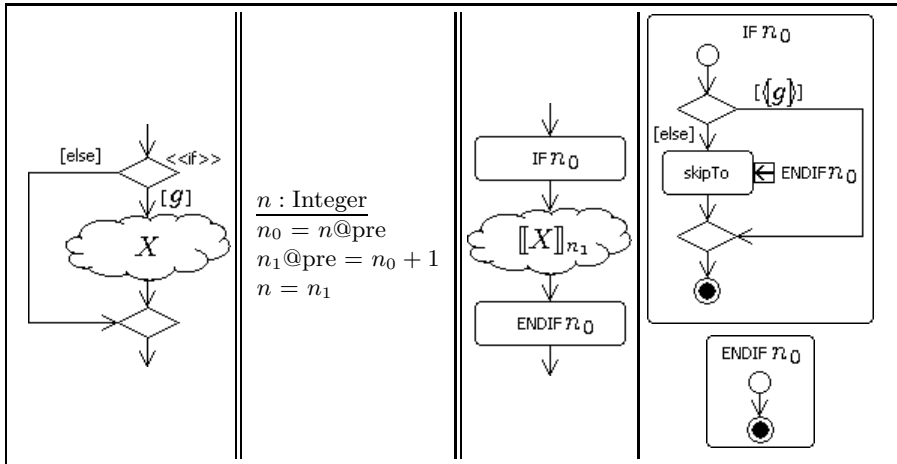 [else]
<<if>>
[g]
X
n : Integer
n₀ = n@pre
n₁@pre = n₀ + 1
n = n₁
IF n₀
⟦X⟧ₙ₁
ENDIF n₀
IF n₀
[⦃g⦄]
[else]
skipTo
ENDIF n₀
ENDIF n₀